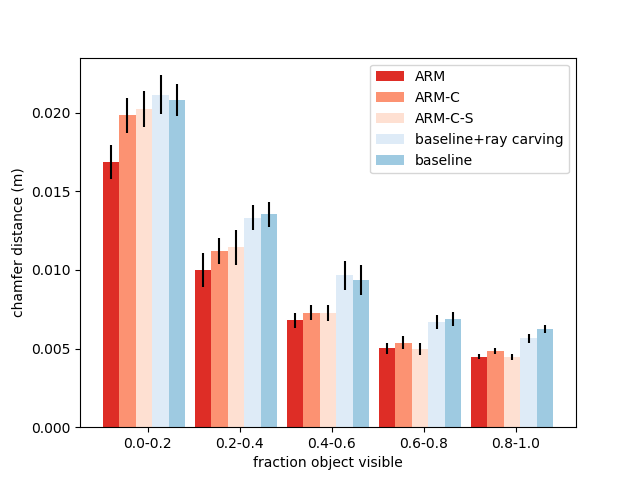 ARM
ARM-C
ARM-C-S
baseline+ray carving
baseline
chamfer distance (m)
0.020
0.015
0.010
0.005
0.000
0.0-0.2 0.2-0.4 0.4-0.6 0.6-0.8 0.8-1.0
fraction object visible